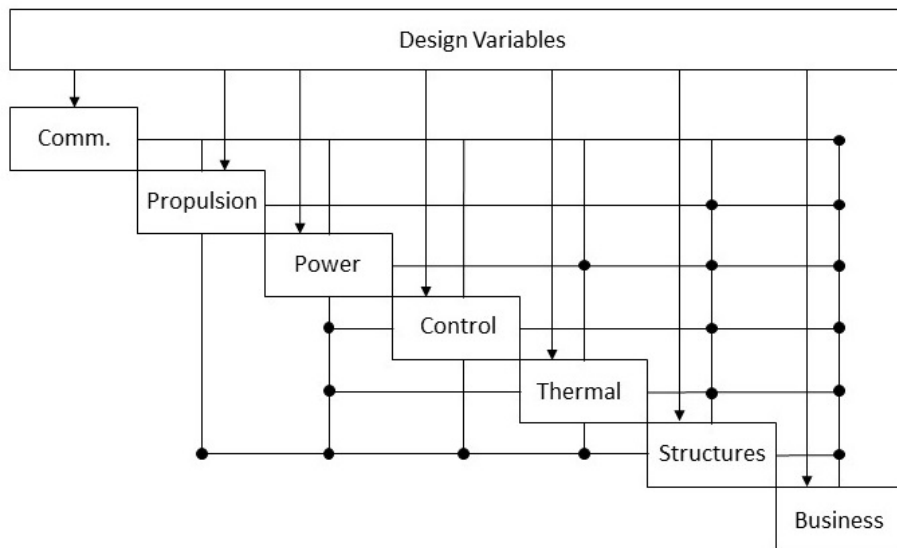 Design Variables
Comm.
Propulsion
Power
Control
Thermal
Structures
Business